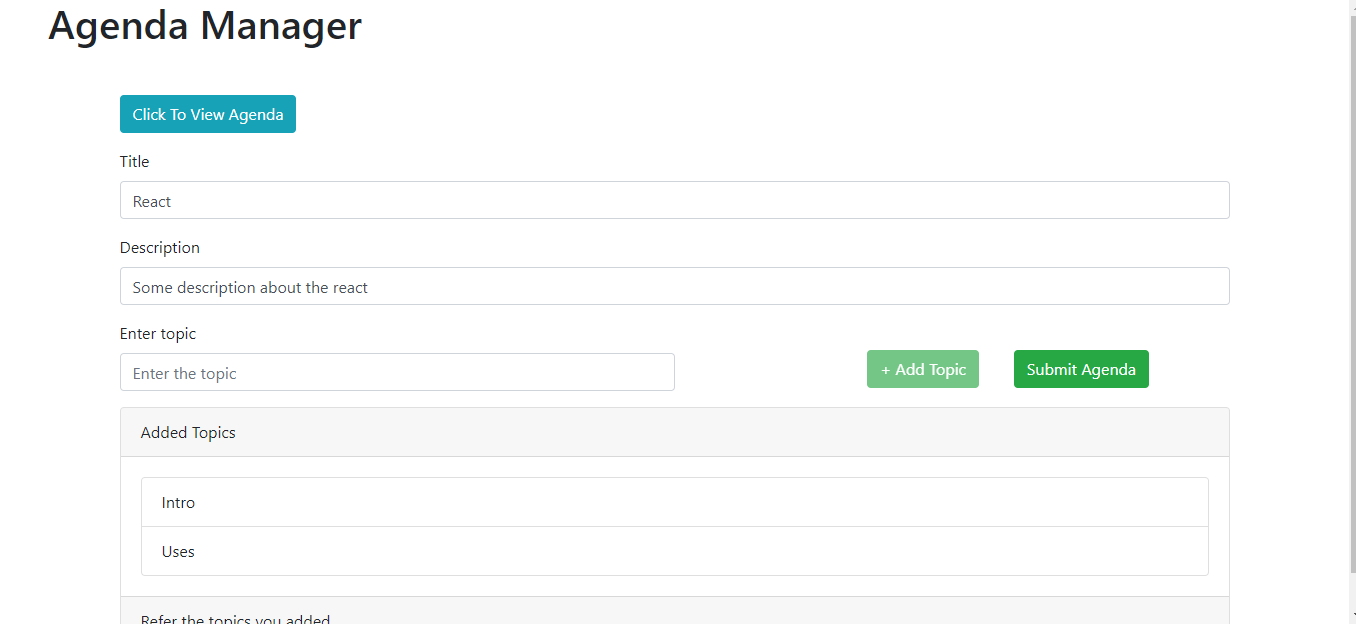 Agenda Manager
Click To View Agenda
Title
React
Description
Some description about the react
Enter topic
Enter the topic
+ Add Topic
Submit Agenda
Added Topics
Intro
Uses
Refer the topics you added